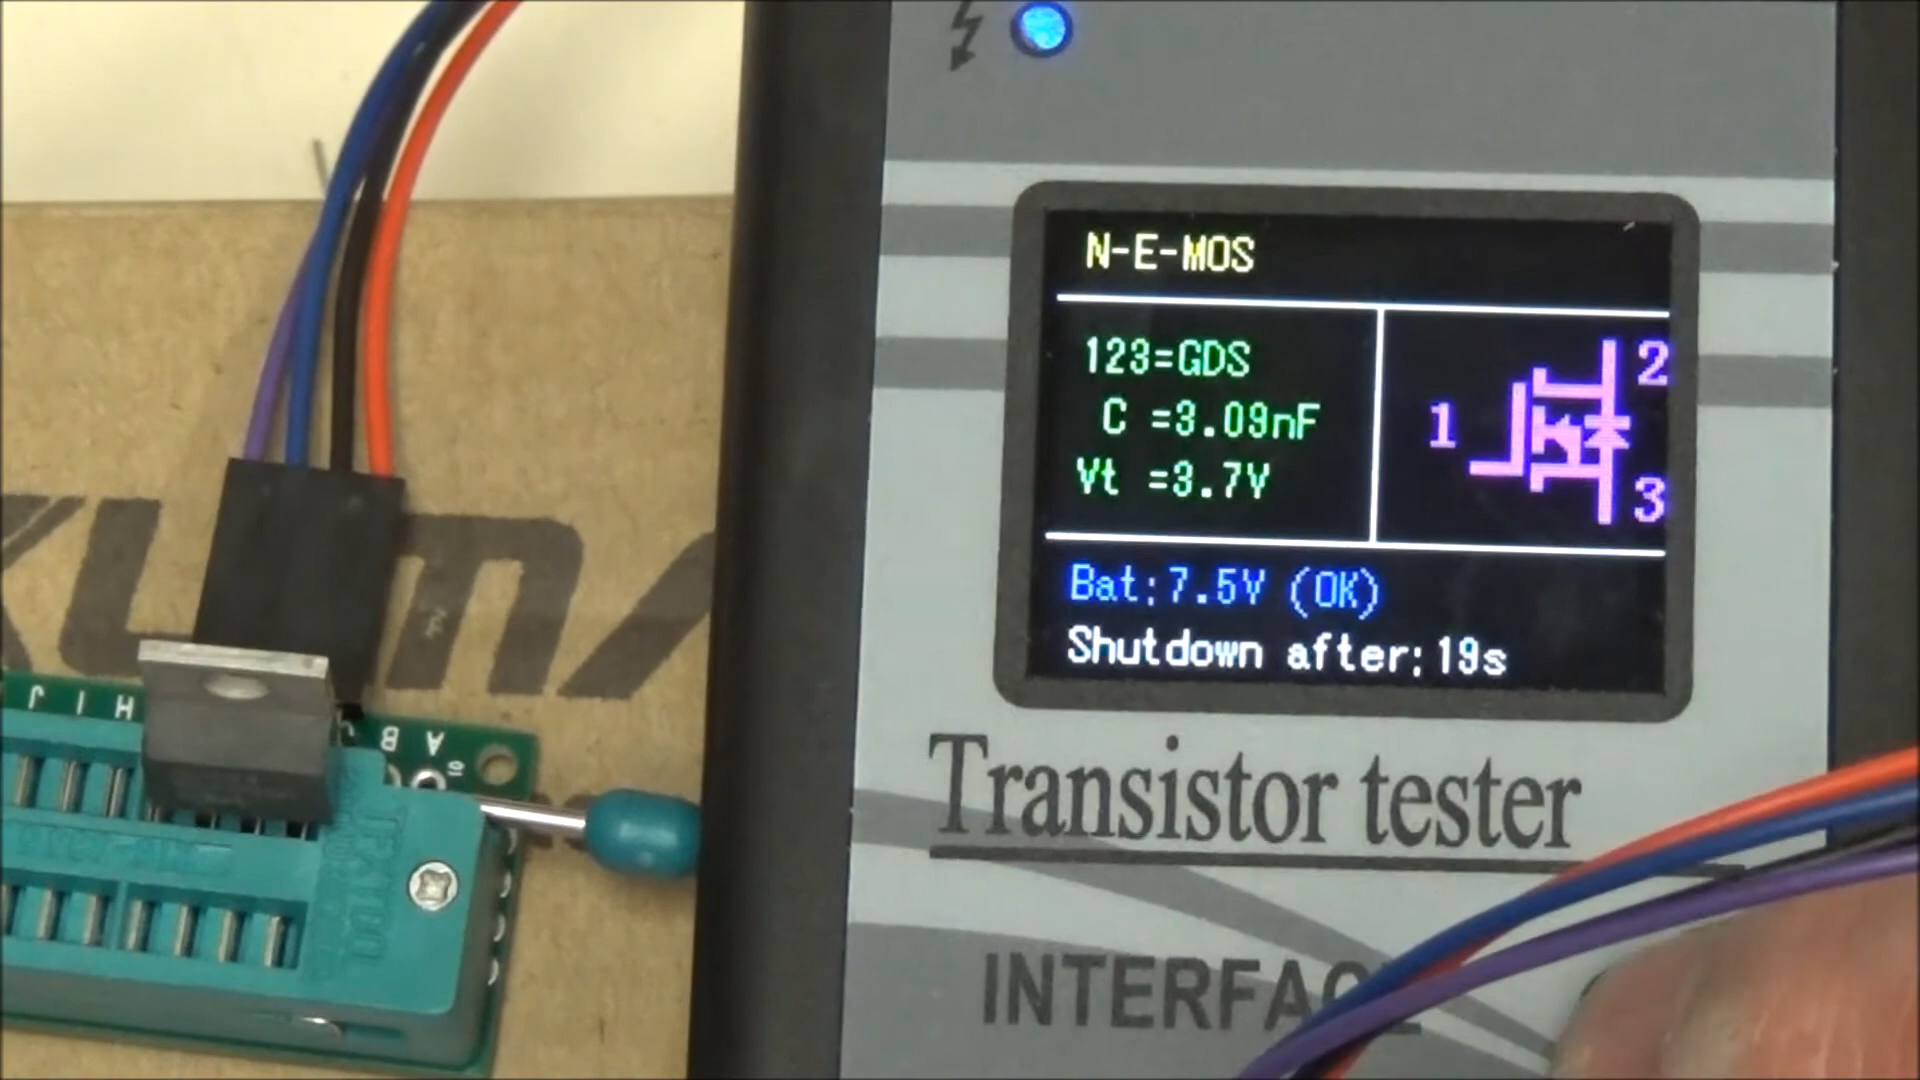 N-E-MOS
123=GDS
C =3.09nF
Vt =3.7V
1
2
3
Bat:7.5V (OK)
Shutdown after:19s
Transistor tester
J I H
B A
TEXTOOL